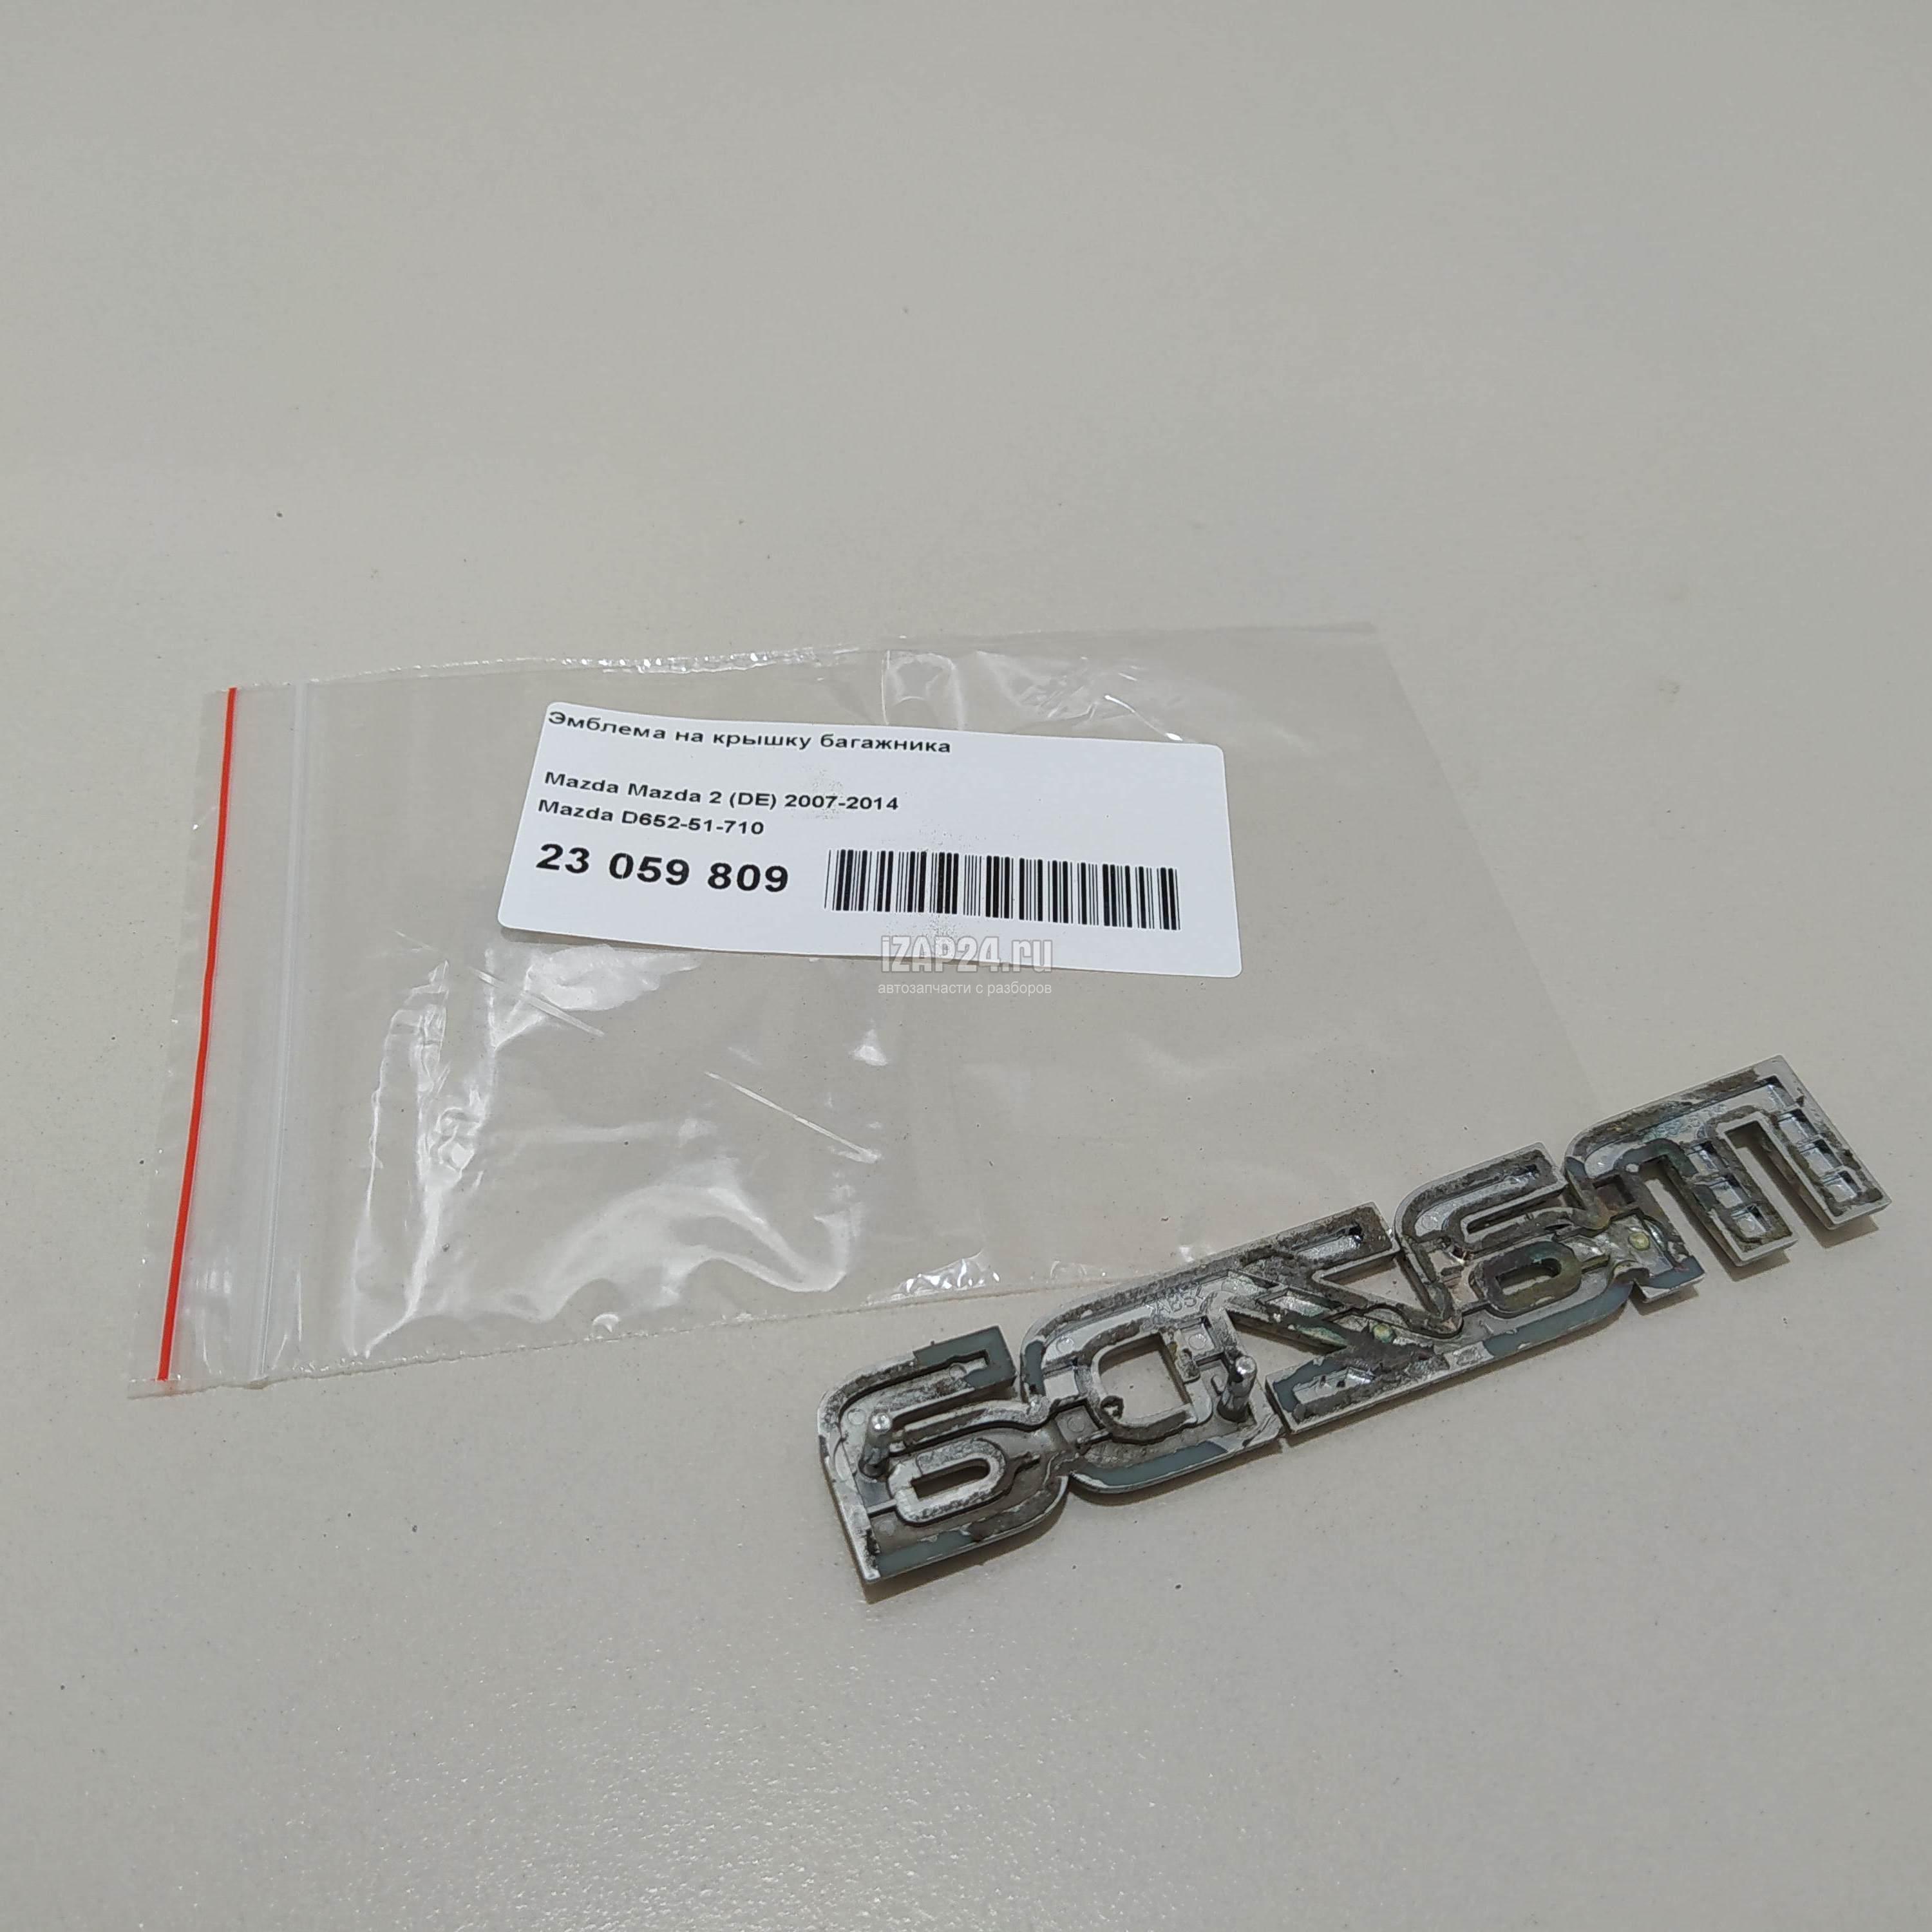 Эмблема на крышку багажника
Mazda Mazda 2 (DE) 2007-2014
Mazda D652-51-710
23 059 809
iZAP24.ru
автозапчасти с разборов
mazda